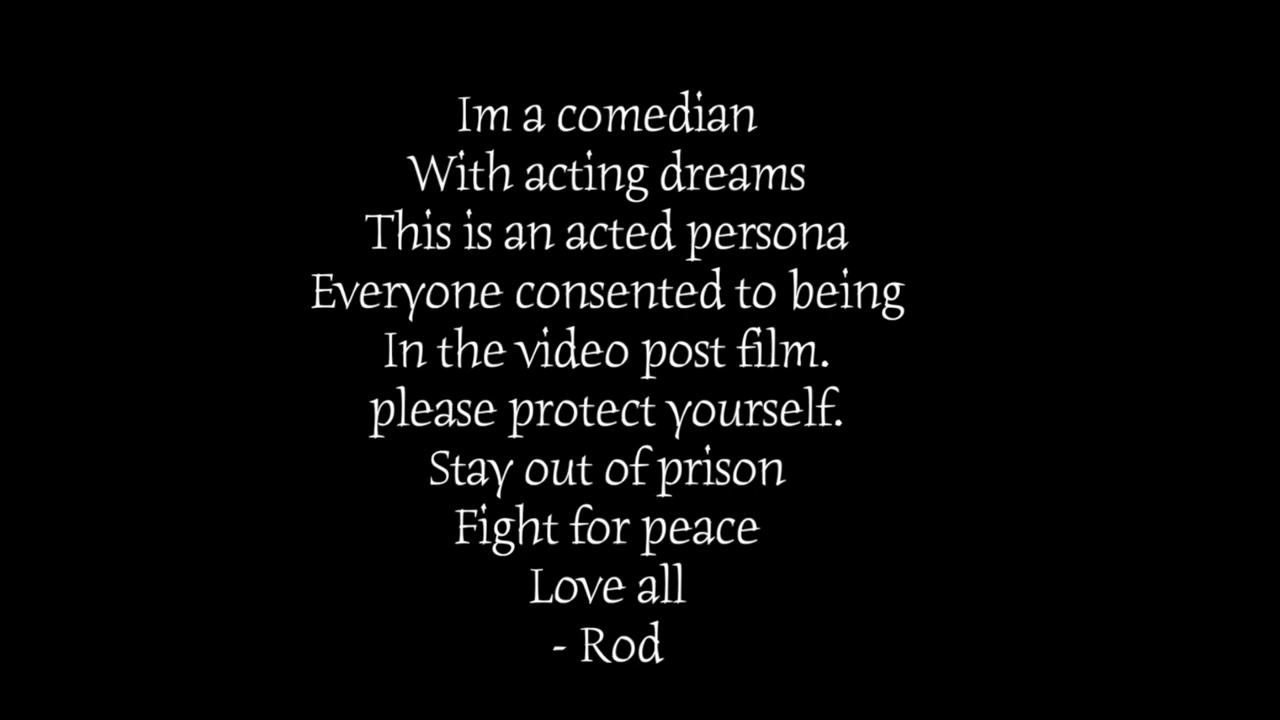 Im a comedian
With acting dreams
This is an acted persona
Everyone consented to being
In the video post film.
please protect yourself.
Stay out of prison
Fight for peace
Love all
- Rod